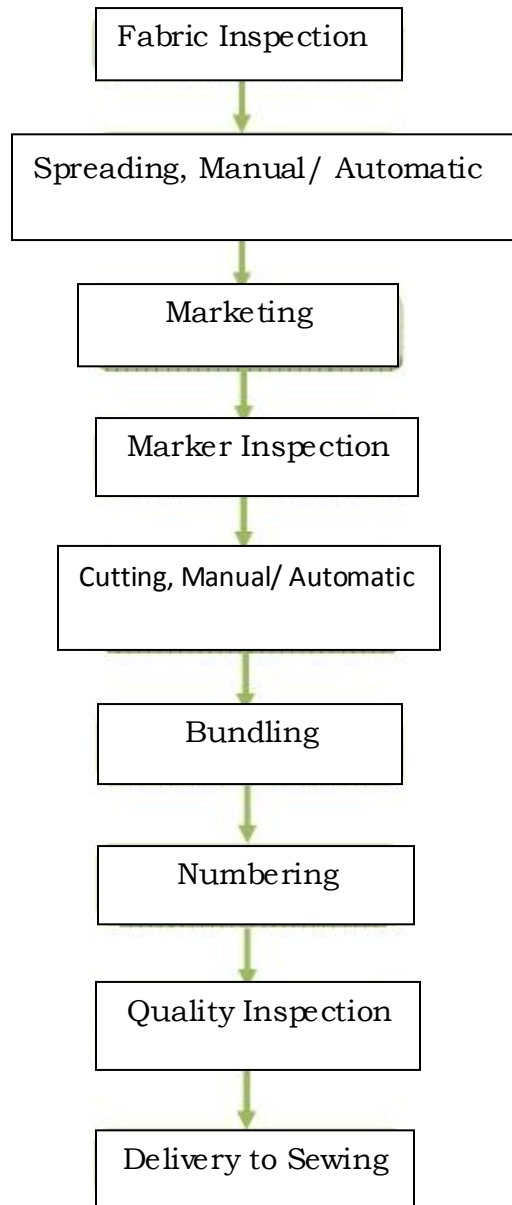 Fabric Inspection
Spreading, Manual/ Automatic
Marketing
Marker Inspection
Cutting, Manual/ Automatic
Bundling
Numbering
Quality Inspection
Delivery to Sewing